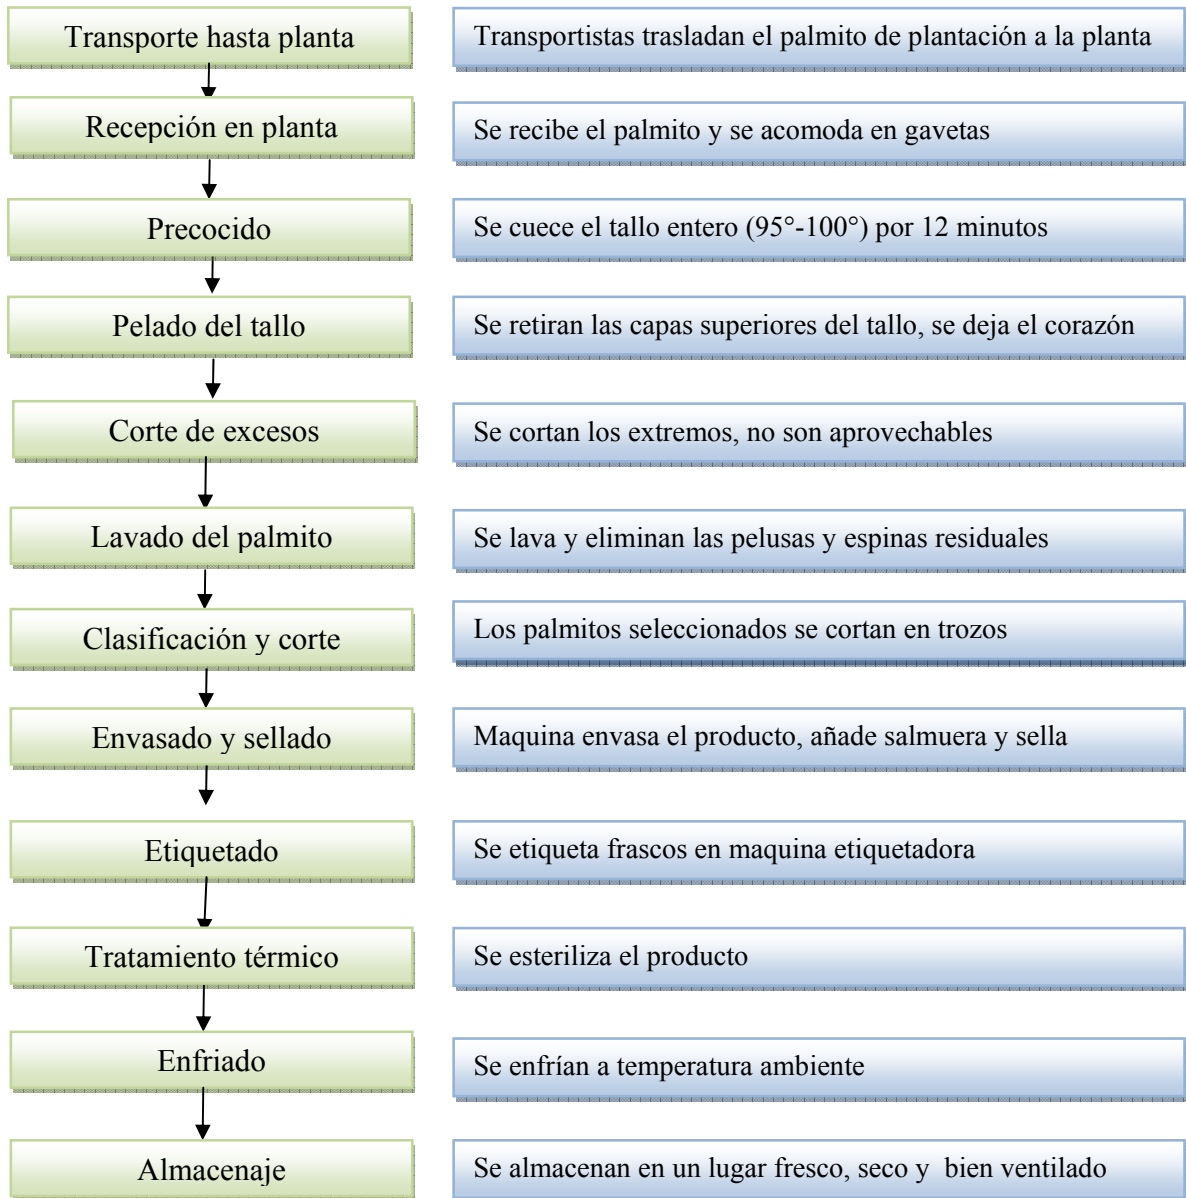 Transporte hasta planta
Transportistas trasladan el palmito de plantación a la planta
Recepción en planta
Se recibe el palmito y se acomoda en gavetas
Precocido
Se cuece el tallo entero (95°-100°) por 12 minutos
Pelado del tallo
Se retiran las capas superiores del tallo, se deja el corazón
Corte de excesos
Se cortan los extremos, no son aprovechables
Lavado del palmito
Se lava y eliminan las pelusas y espinas residuales
Clasificación y corte
Los palmitos seleccionados se cortan en trozos
Envasado y sellado
Maquina envasa el producto, añade salmuera y sella
Etiquetado
Se etiqueta frascos en maquina etiquetadora
Tratamiento térmico
Se esteriliza el producto
Enfriado
Se enfrían a temperatura ambiente
Almacenaje
Se almacenan en un lugar fresco, seco y  bien ventilado